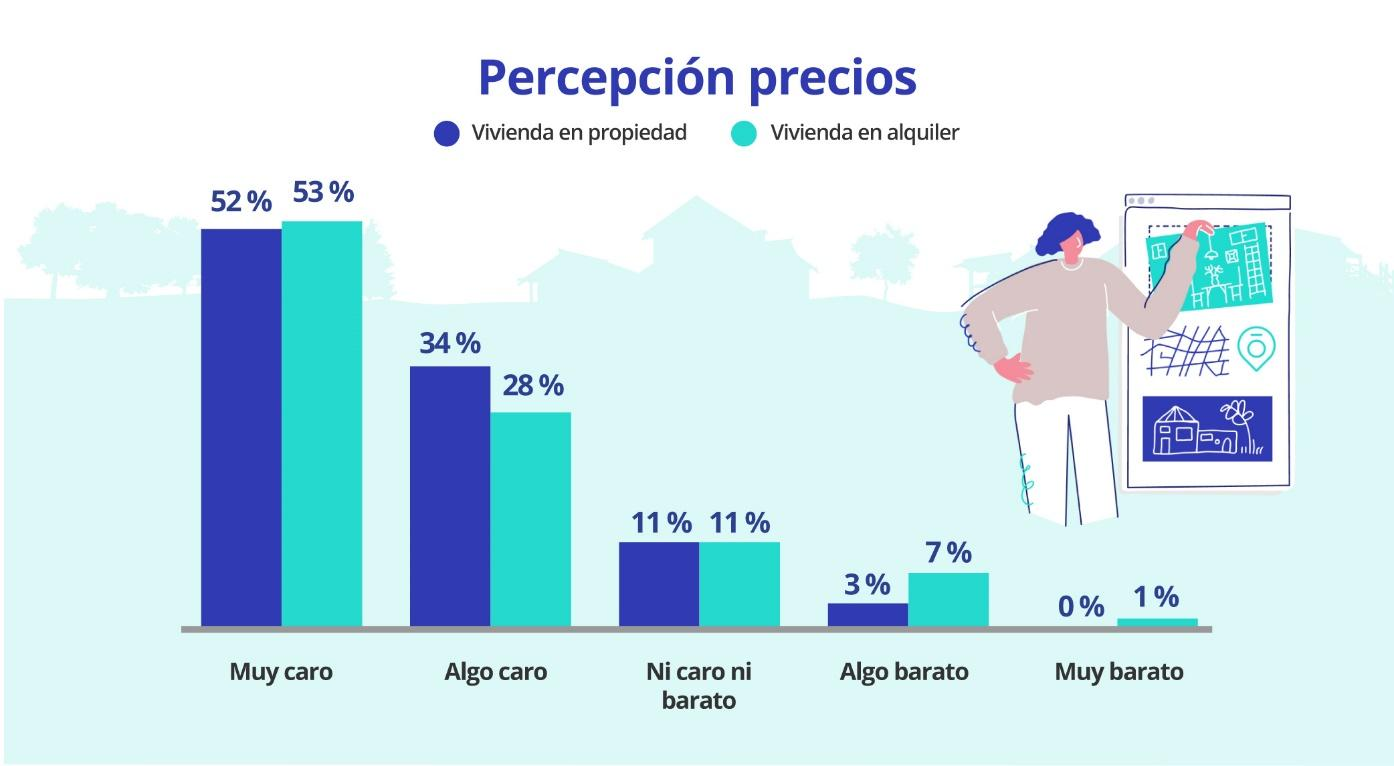 Percepción precios
Vivienda en propiedad Vivienda en alquiler
52 % 53 %
34 % 28 %
11 % 11 %
3 % 7 %
0 % 1 %
Muy caro Algo caro Ni caro ni Algo barato Muy barato
barato